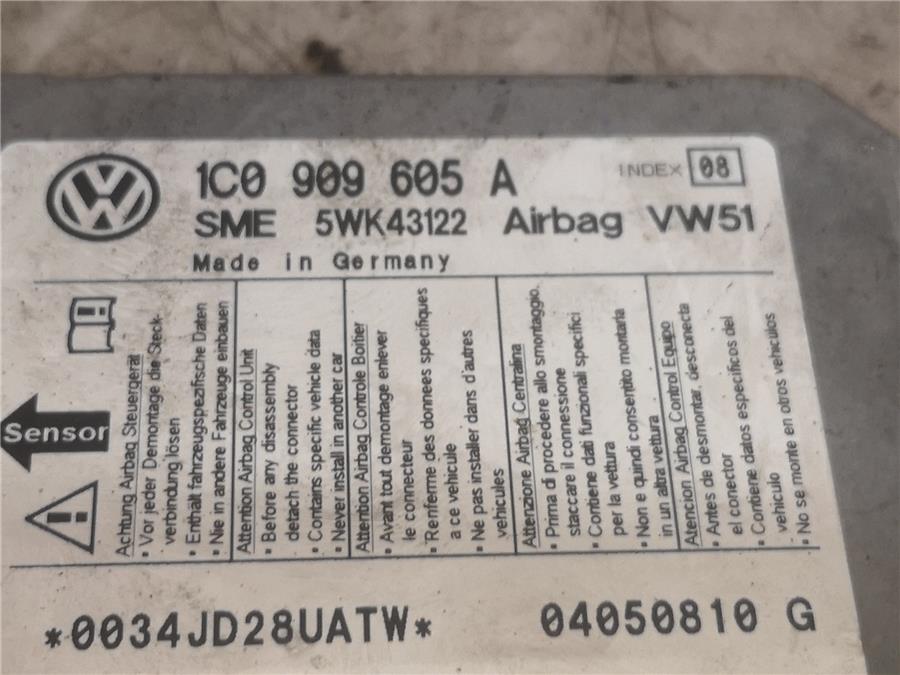 1C0 909 605 A
INDEX 08
SME 5WK43122 Airbag VW51
Made in Germany
Sensor
Achtung Airbag Steuergerät
• Vor jeder Demontage die Steck-
verbindung lösen
• Enthält fahrzeugspezifische Daten
• Nie in andere Fahrzeuge einbauen
Attention Airbag Control Unit
• Before any disassembly
detach the connector
• Contains specific vehicle data
• Never install in another car
Attention Airbag Controle Boitier
• Avant tout demontage enlever
le connecteur
• Renferme des donnees specifiques
a ce vehicule
• Ne pas installer dans d'autres
vehicules
Attenzione Airbag Centralina
• Prima di procedere allo smontaggio,
staccare il connessione
• Contiene dati funzionali specifici
per la vettura
• Non e quindi consentito montarla
in un altra vettura
Atencion Airbag Control Equipo
• Antes de desmontar, desconecta
el conector
• Contiene datos especificos del
vehiculo
• No se monte en otros vehiculos
*0034JD28UATW*
04050810 G